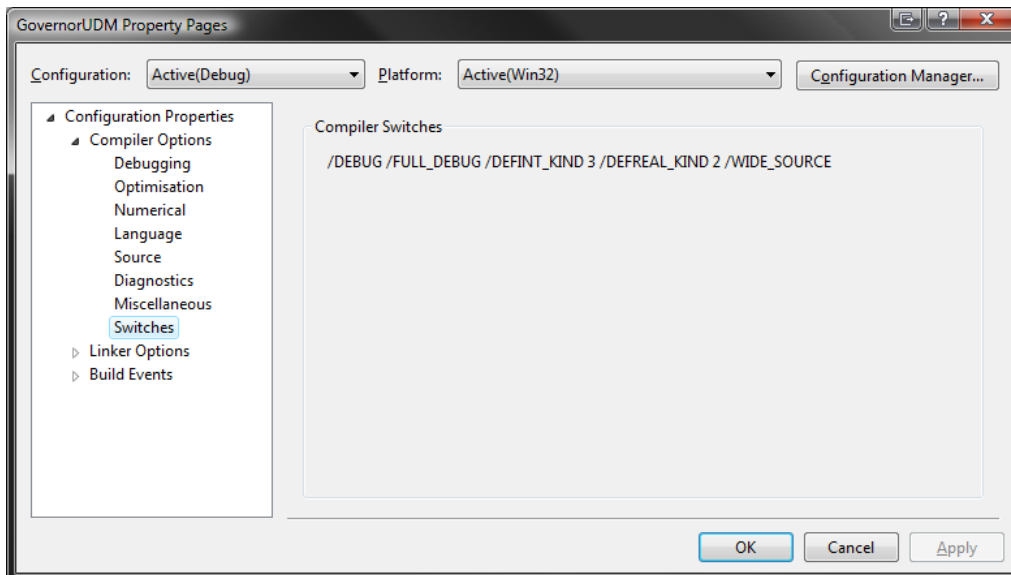 GovernorUDM Property Pages
Configuration: Active(Debug) Platform: Active(Win32) Configuration Manager...
Configuration Properties
Compiler Options
Debugging
Optimisation
Numerical
Language
Source
Diagnostics
Miscellaneous
Switches
Linker Options
Build Events
Compiler Switches
/DEBUG /FULL_DEBUG /DEFINT_KIND 3 /DEFREAL_KIND 2 /WIDE_SOURCE
OK Cancel Apply